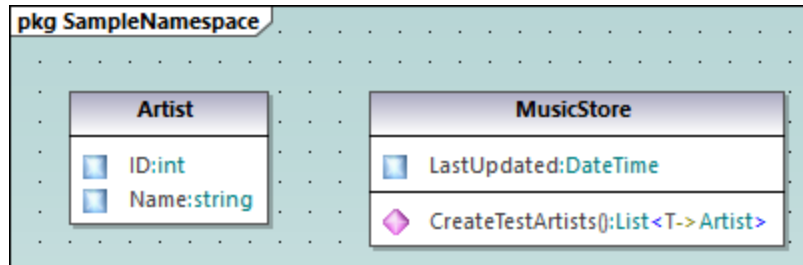 pkg SampleNamespace
Artist
ID:int
Name:string
MusicStore
LastUpdated:DateTime
CreateTestArtists():List<T->Artist>